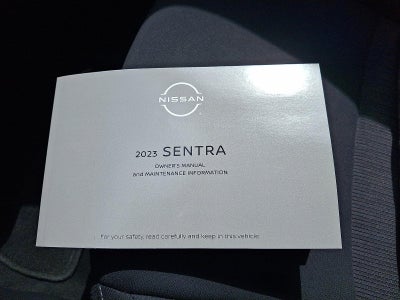 NISSAN
2023 SENTRA
OWNER'S MANUAL
and MAINTENANCE INFORMATION
For your safety, read carefully and keep in this vehicle.